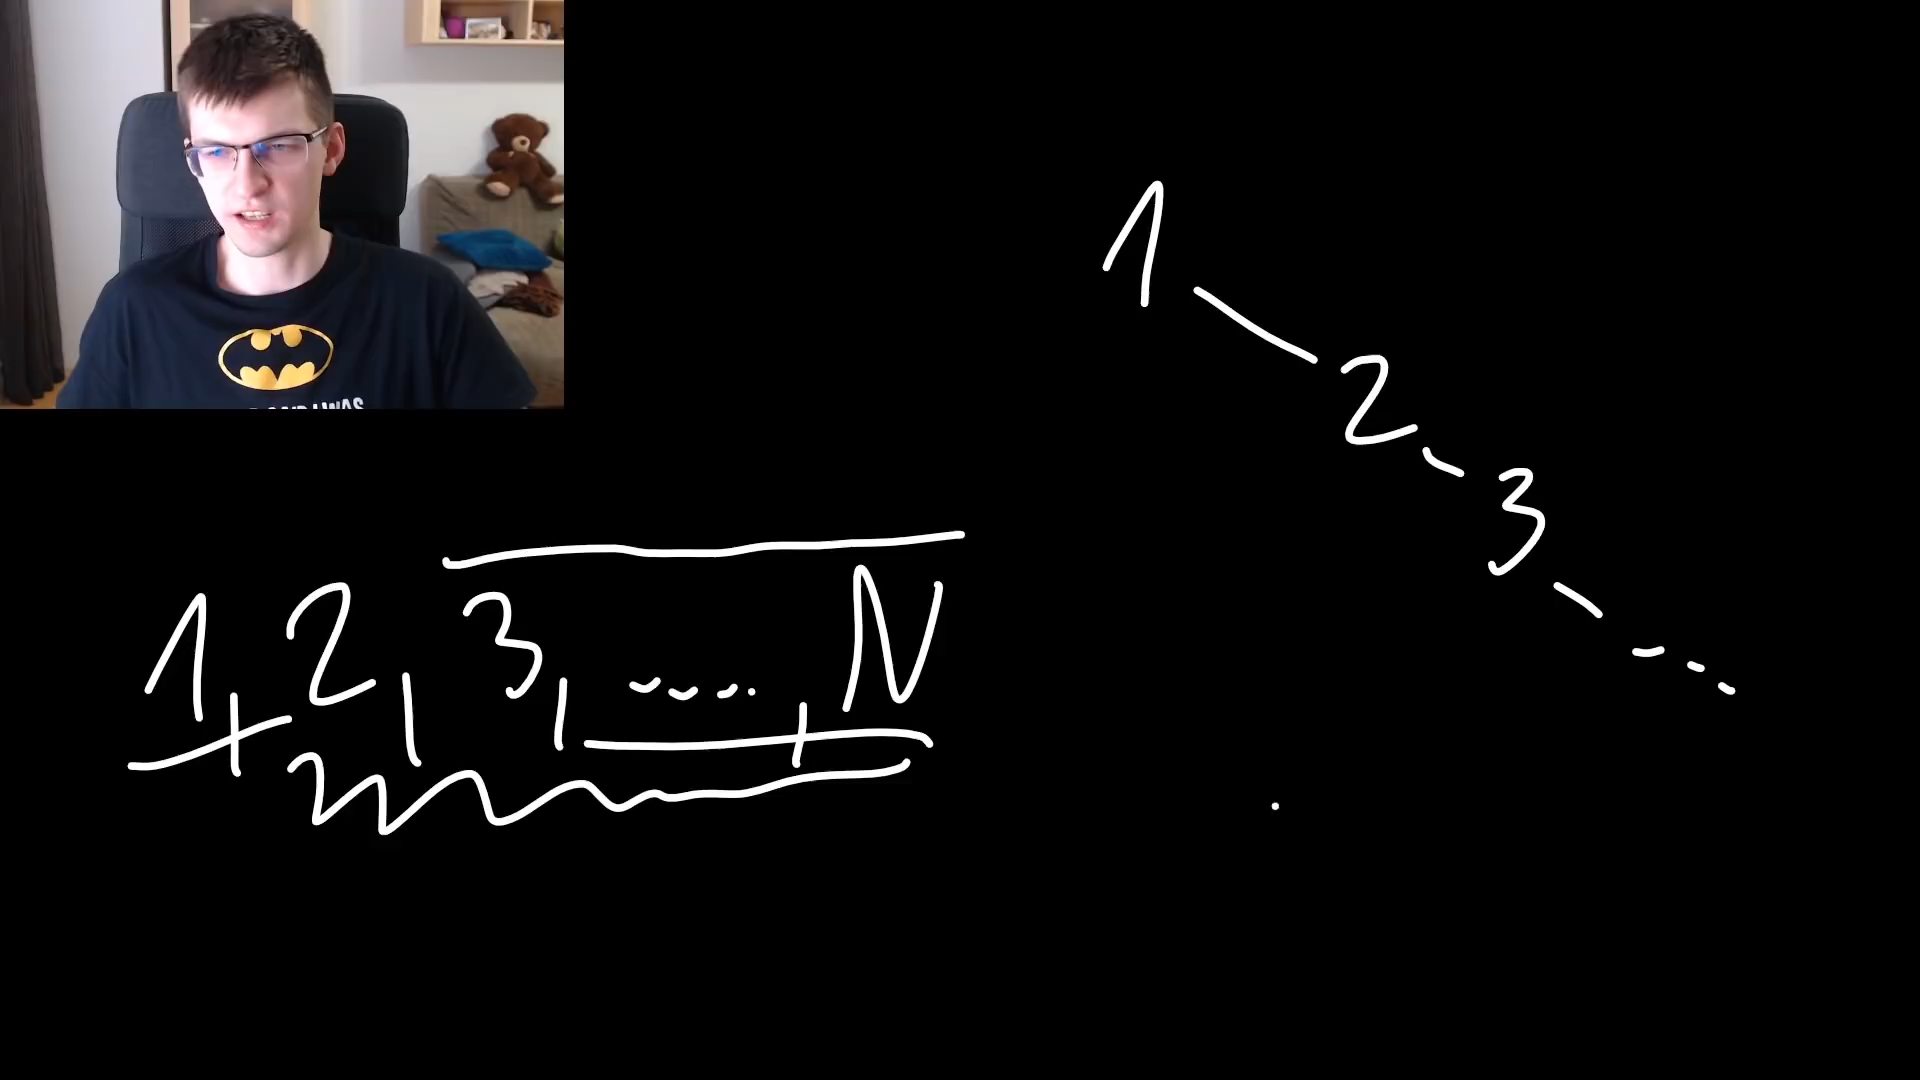 1
2
3
1, 2, 3, .... , N